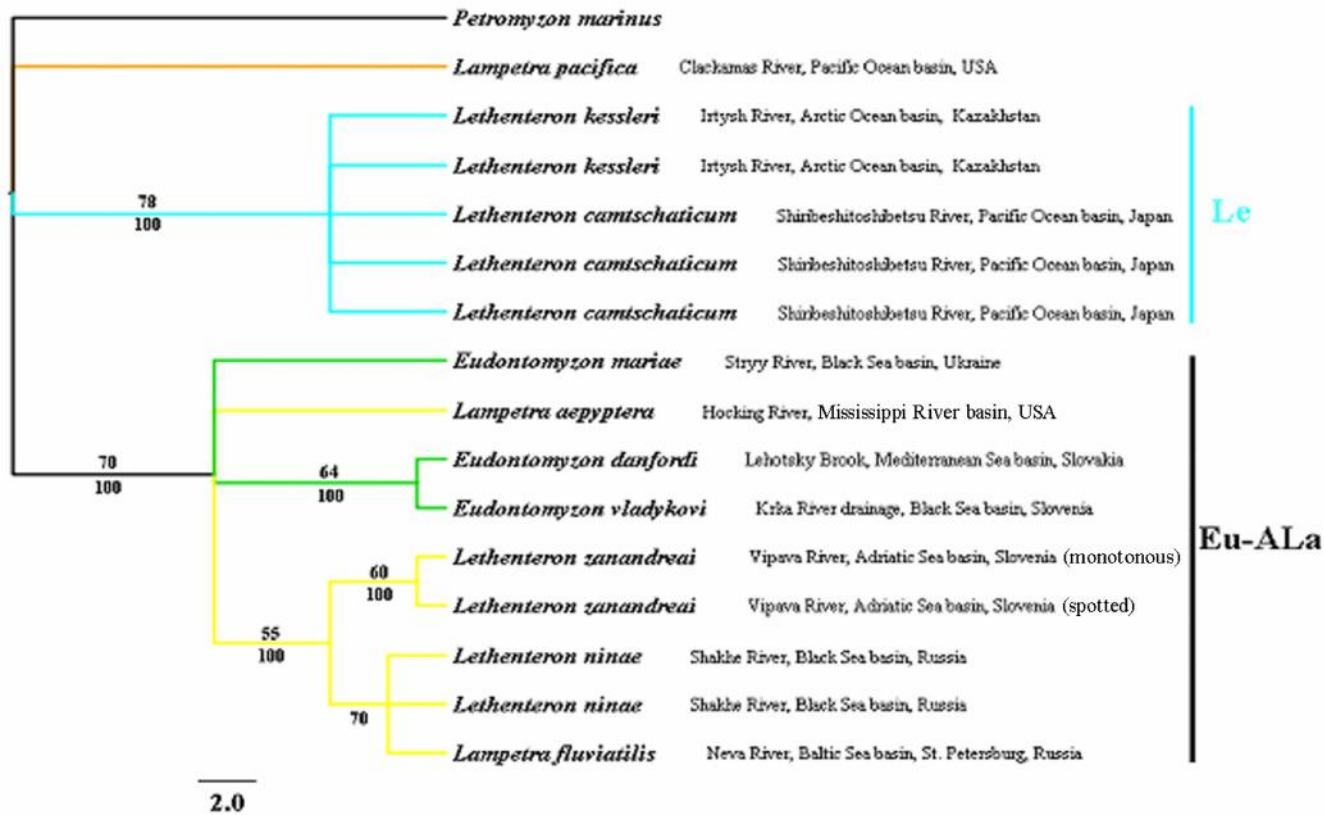 Petromyzon marinus
Lampetra pacifica Clackamas River, Pacific Ocean basin, USA
Lethenteron kessleri Irtysh River, Arctic Ocean basin, Kazakhstan
Lethenteron kessleri Irtysh River, Arctic Ocean basin, Kazakhstan
78
100
Lethenteron camtschaticum Shiribeshitoshibetsu River, Pacific Ocean basin, Japan
Le
Lethenteron camtschaticum Shiribeshitoshibetsu River, Pacific Ocean basin, Japan
Lethenteron camtschaticum Shiribeshitoshibetsu River, Pacific Ocean basin, Japan
Eudontomyzon mariae Stryy River, Black Sea basin, Ukraine
Lampetra aepyptera Hocking River, Mississippi River basin, USA
70
100
64
100
Eudontomyzon danfordi Lehotsky Brook, Mediterranean Sea basin, Slovakia
Eudontomyzon vladykovi Krka River drainage, Black Sea basin, Slovenia
Eu-ALa
60
100
Lethenteron zanandreai Vipava River, Adriatic Sea basin, Slovenia (monotonous)
Lethenteron zanandreai Vipava River, Adriatic Sea basin, Slovenia (spotted)
55
100
Lethenteron ninae Shakhe River, Black Sea basin, Russia
Lethenteron ninae Shakhe River, Black Sea basin, Russia
70
Lampetra fluviatilis Neva River, Baltic Sea basin, St. Petersburg, Russia
2.0